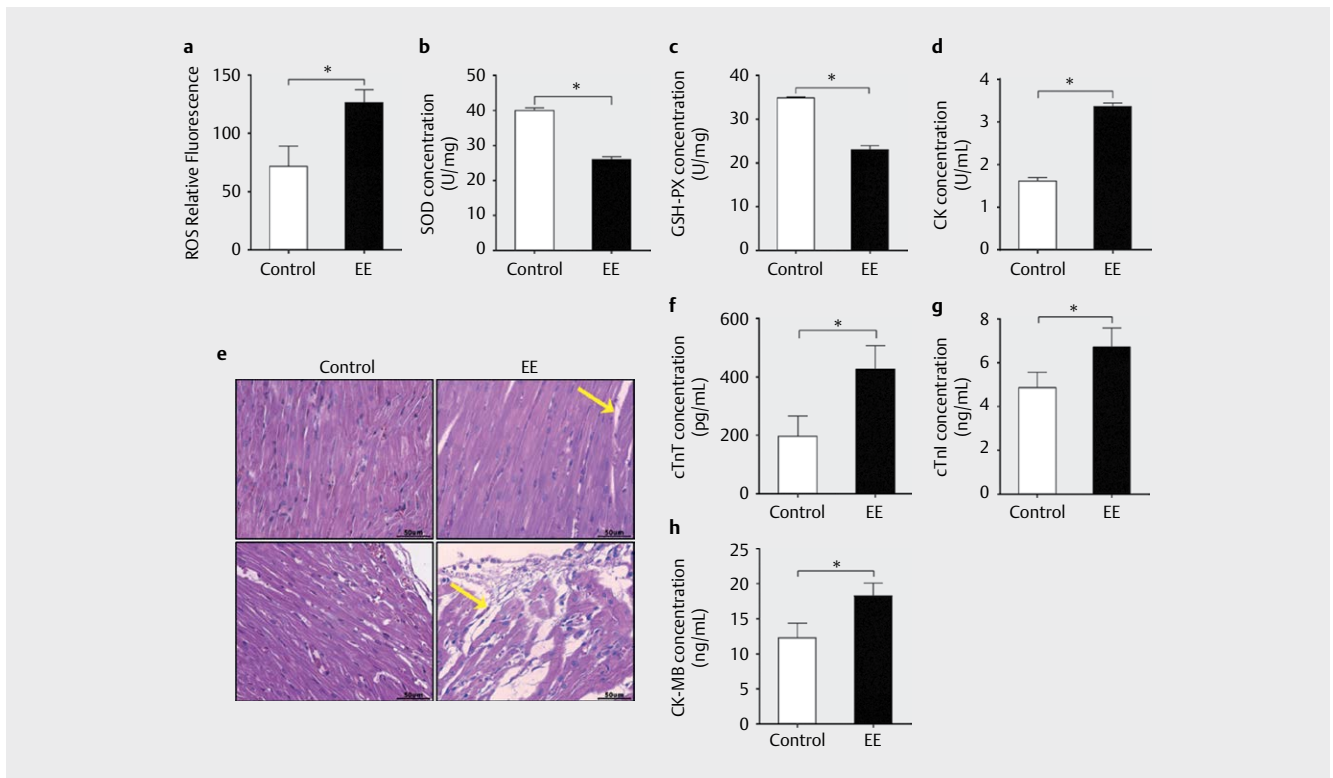 a
ROS Relative Fluorescence
150
100
50
0
*
Control EE
b
SOD concentration
(U/mg)
50
40
30
20
10
0
*
Control EE
c
GSH-PX concentration
(U/mg)
40
30
20
10
0
*
Control EE
d
CK concentration
(U/mL)
4
3
2
1
0
*
Control EE
e
Control EE
50um
50um
50um
50um
f
cTnT concentration
(pg/mL)
600
400
200
0
*
Control EE
g
cTnI concentration
(ng/mL)
8
6
4
2
0
*
Control EE
h
CK-MB concentration
(ng/mL)
25
20
15
10
5
0
*
Control EE